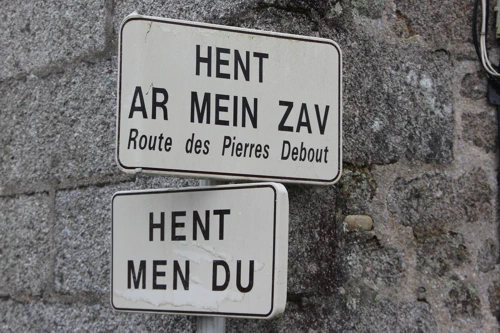 HENT
AR MEIN ZAV
Route des Pierres Debout
HENT
MEN DU